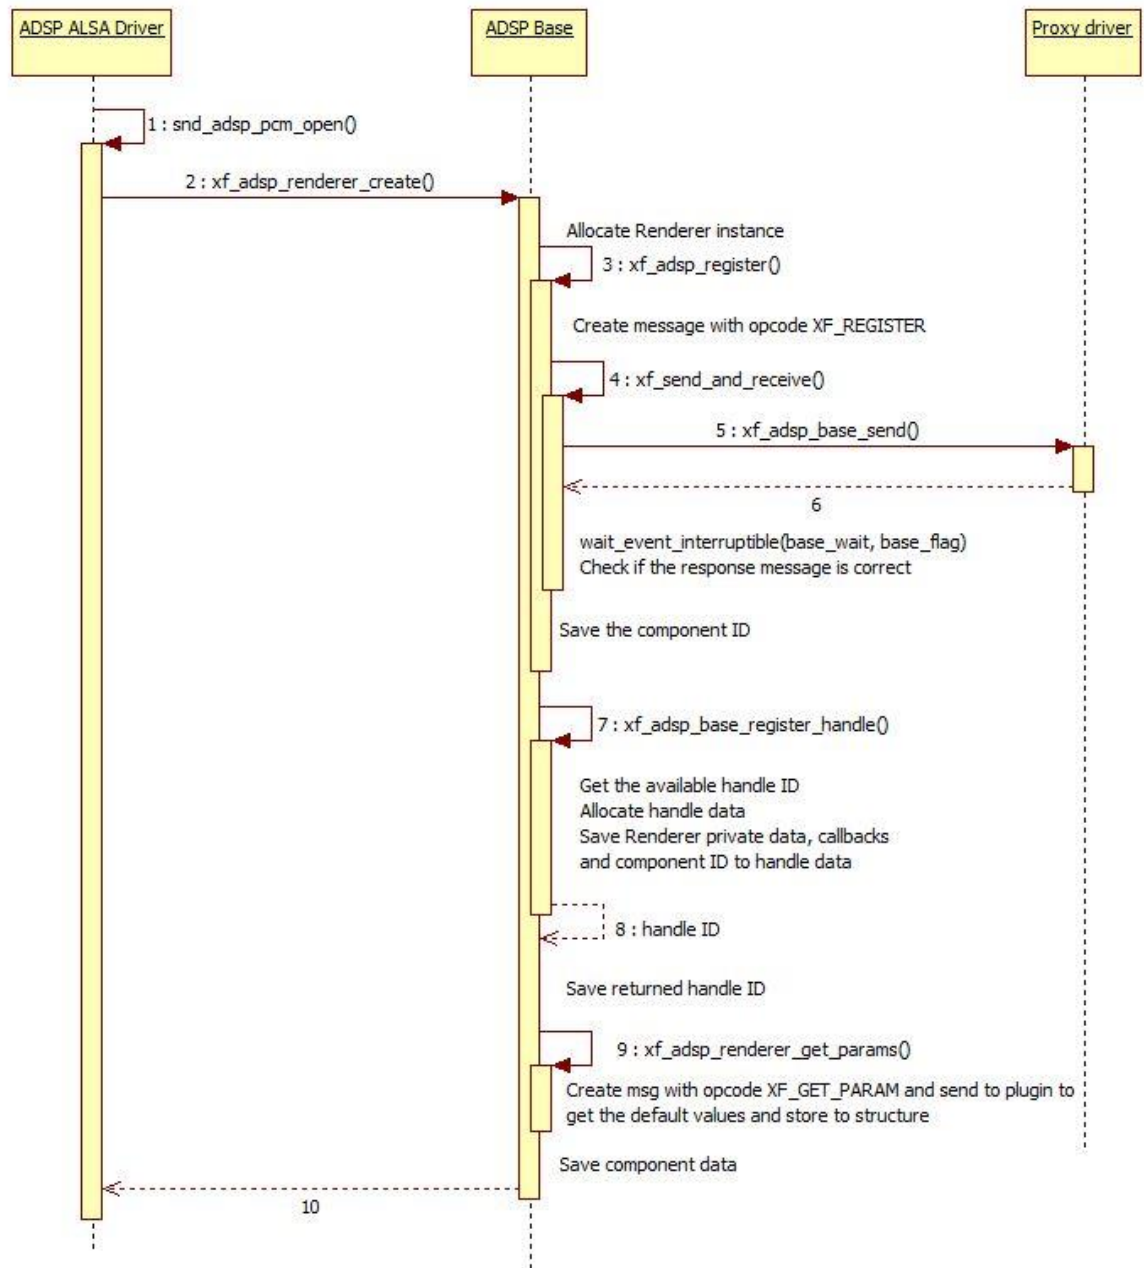 ADSP ALSA Driver
ADSP Base
Proxy driver
1 : snd_adsp_pcm_open()
2 : xf_adsp_renderer_create()
Allocate Renderer instance
3 : xf_adsp_register()
Create message with opcode XF_REGISTER
4 : xf_send_and_receive()
5 : xf_adsp_base_send()
6
wait_event_interruptible(base_wait, base_flag)
Check if the response message is correct
Save the component ID
7 : xf_adsp_base_register_handle()
Get the available handle ID
Allocate handle data
Save Renderer private data, callbacks
and component ID to handle data
8 : handle ID
Save returned handle ID
9 : xf_adsp_renderer_get_params()
Create msg with opcode XF_GET_PARAM and send to plugin to
get the default values and store to structure
Save component data
10